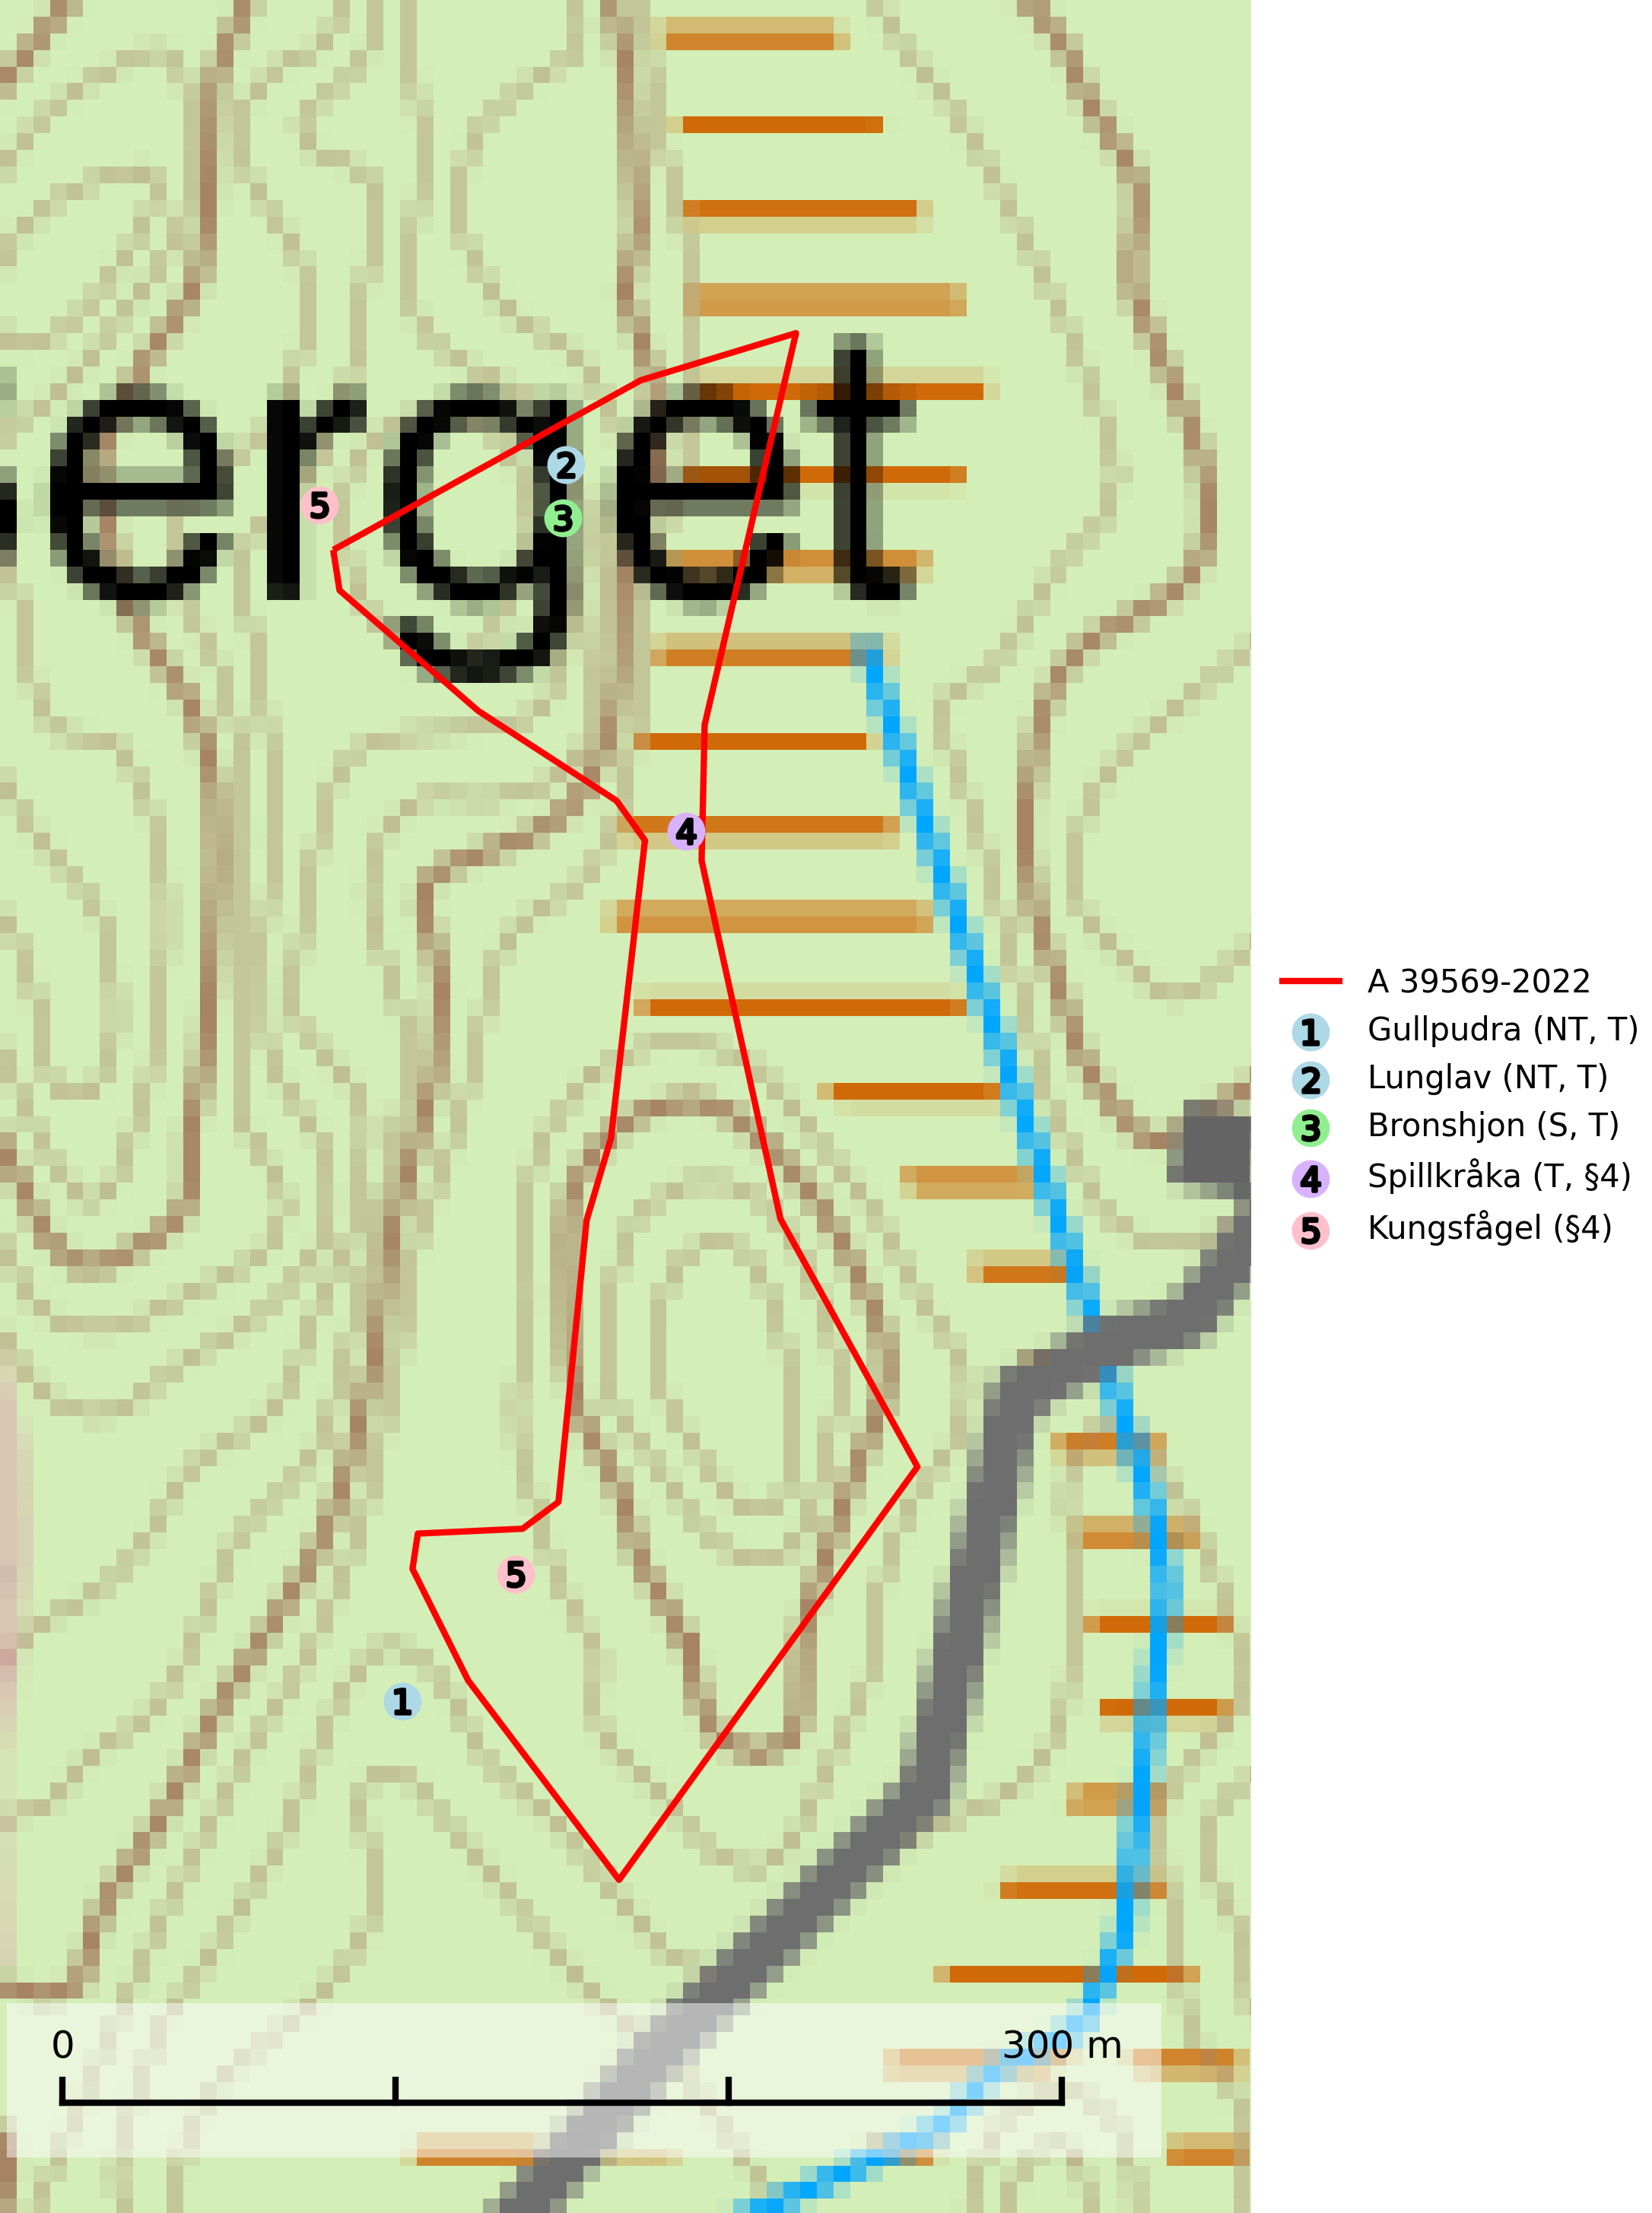 erget
2
5
3
4
5
1
0 300 m
A 39569-2022
1 Gullpudra (NT, T)
2 Lunglav (NT, T)
3 Bronshjon (S, T)
4 Spillkråka (T, §4)
5 Kungsfågel (§4)